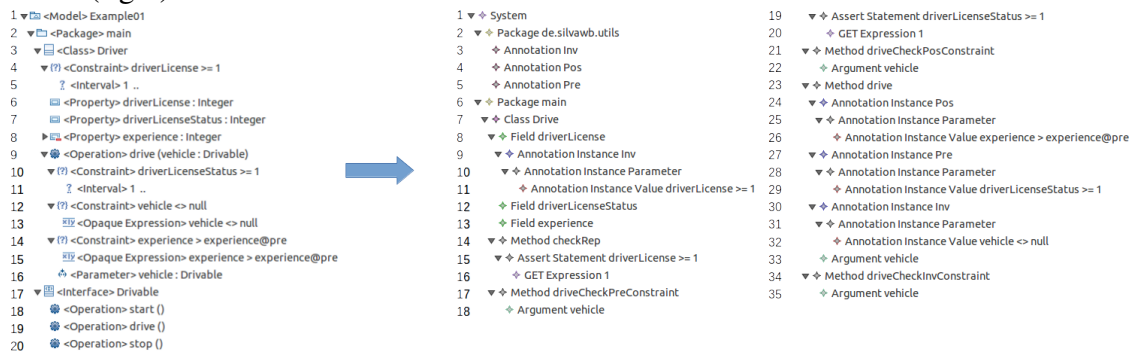 1 <Model> Example01
2 <Package> main
3 <Class> Driver
4 <Constraint> driverLicense >= 1
5 <Interval> 1 ..
6 <Property> driverLicense : Integer
7 <Property> driverLicenseStatus : Integer
8 <Property> experience : Integer
9 <Operation> drive (vehicle : Drivable)
10 <Constraint> driverLicenseStatus >= 1
11 <Interval> 1 ..
12 <Constraint> vehicle <> null
13 <Opaque Expression> vehicle <> null
14 <Constraint> experience > experience@pre
15 <Opaque Expression> experience > experience@pre
16 <Parameter> vehicle : Drivable
17 <Interface> Drivable
18 <Operation> start ()
19 <Operation> drive ()
20 <Operation> stop ()
1 System
2 Package de.silvawb.utils
3 Annotation Inv
4 Annotation Pos
5 Annotation Pre
6 Package main
7 Class Drive
8 Field driverLicense
9 Annotation Instance Inv
10 Annotation Instance Parameter
11 Annotation Instance Value driverLicense >= 1
12 Field driverLicenseStatus
13 Field experience
14 Method checkRep
15 Assert Statement driverLicense >= 1
16 GET Expression 1
17 Method driveCheckPreConstraint
18 Argument vehicle
19 Assert Statement driverLicenseStatus >= 1
20 GET Expression 1
21 Method driveCheckPosConstraint
22 Argument vehicle
23 Method drive
24 Annotation Instance Pos
25 Annotation Instance Parameter
26 Annotation Instance Value experience > experience@pre
27 Annotation Instance Pre
28 Annotation Instance Parameter
29 Annotation Instance Value driverLicenseStatus >= 1
30 Annotation Instance Inv
31 Annotation Instance Parameter
32 Annotation Instance Value vehicle <> null
33 Argument vehicle
34 Method driveCheckInvConstraint
35 Argument vehicle